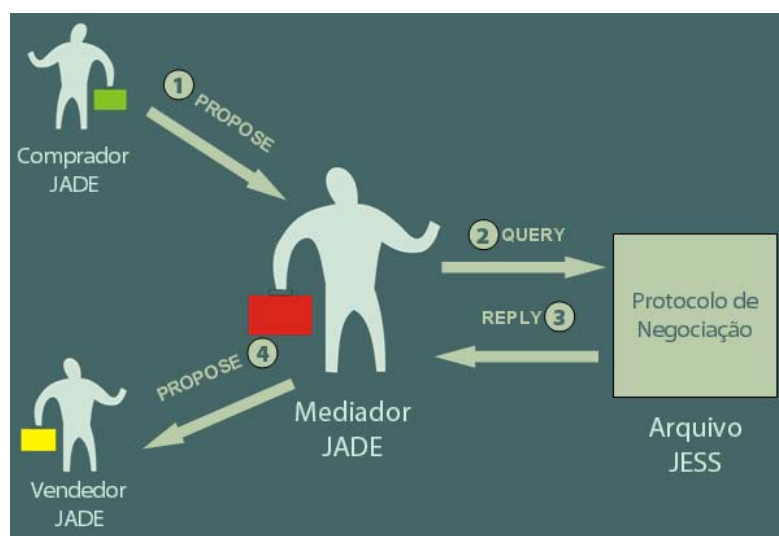 1 PROPOSE
Comprador
JADE
2 QUERY
REPLY 3
Protocolo de
Negociação
PROPOSE 4
Mediador
JADE
Arquivo
JESS
Vendedor
JADE